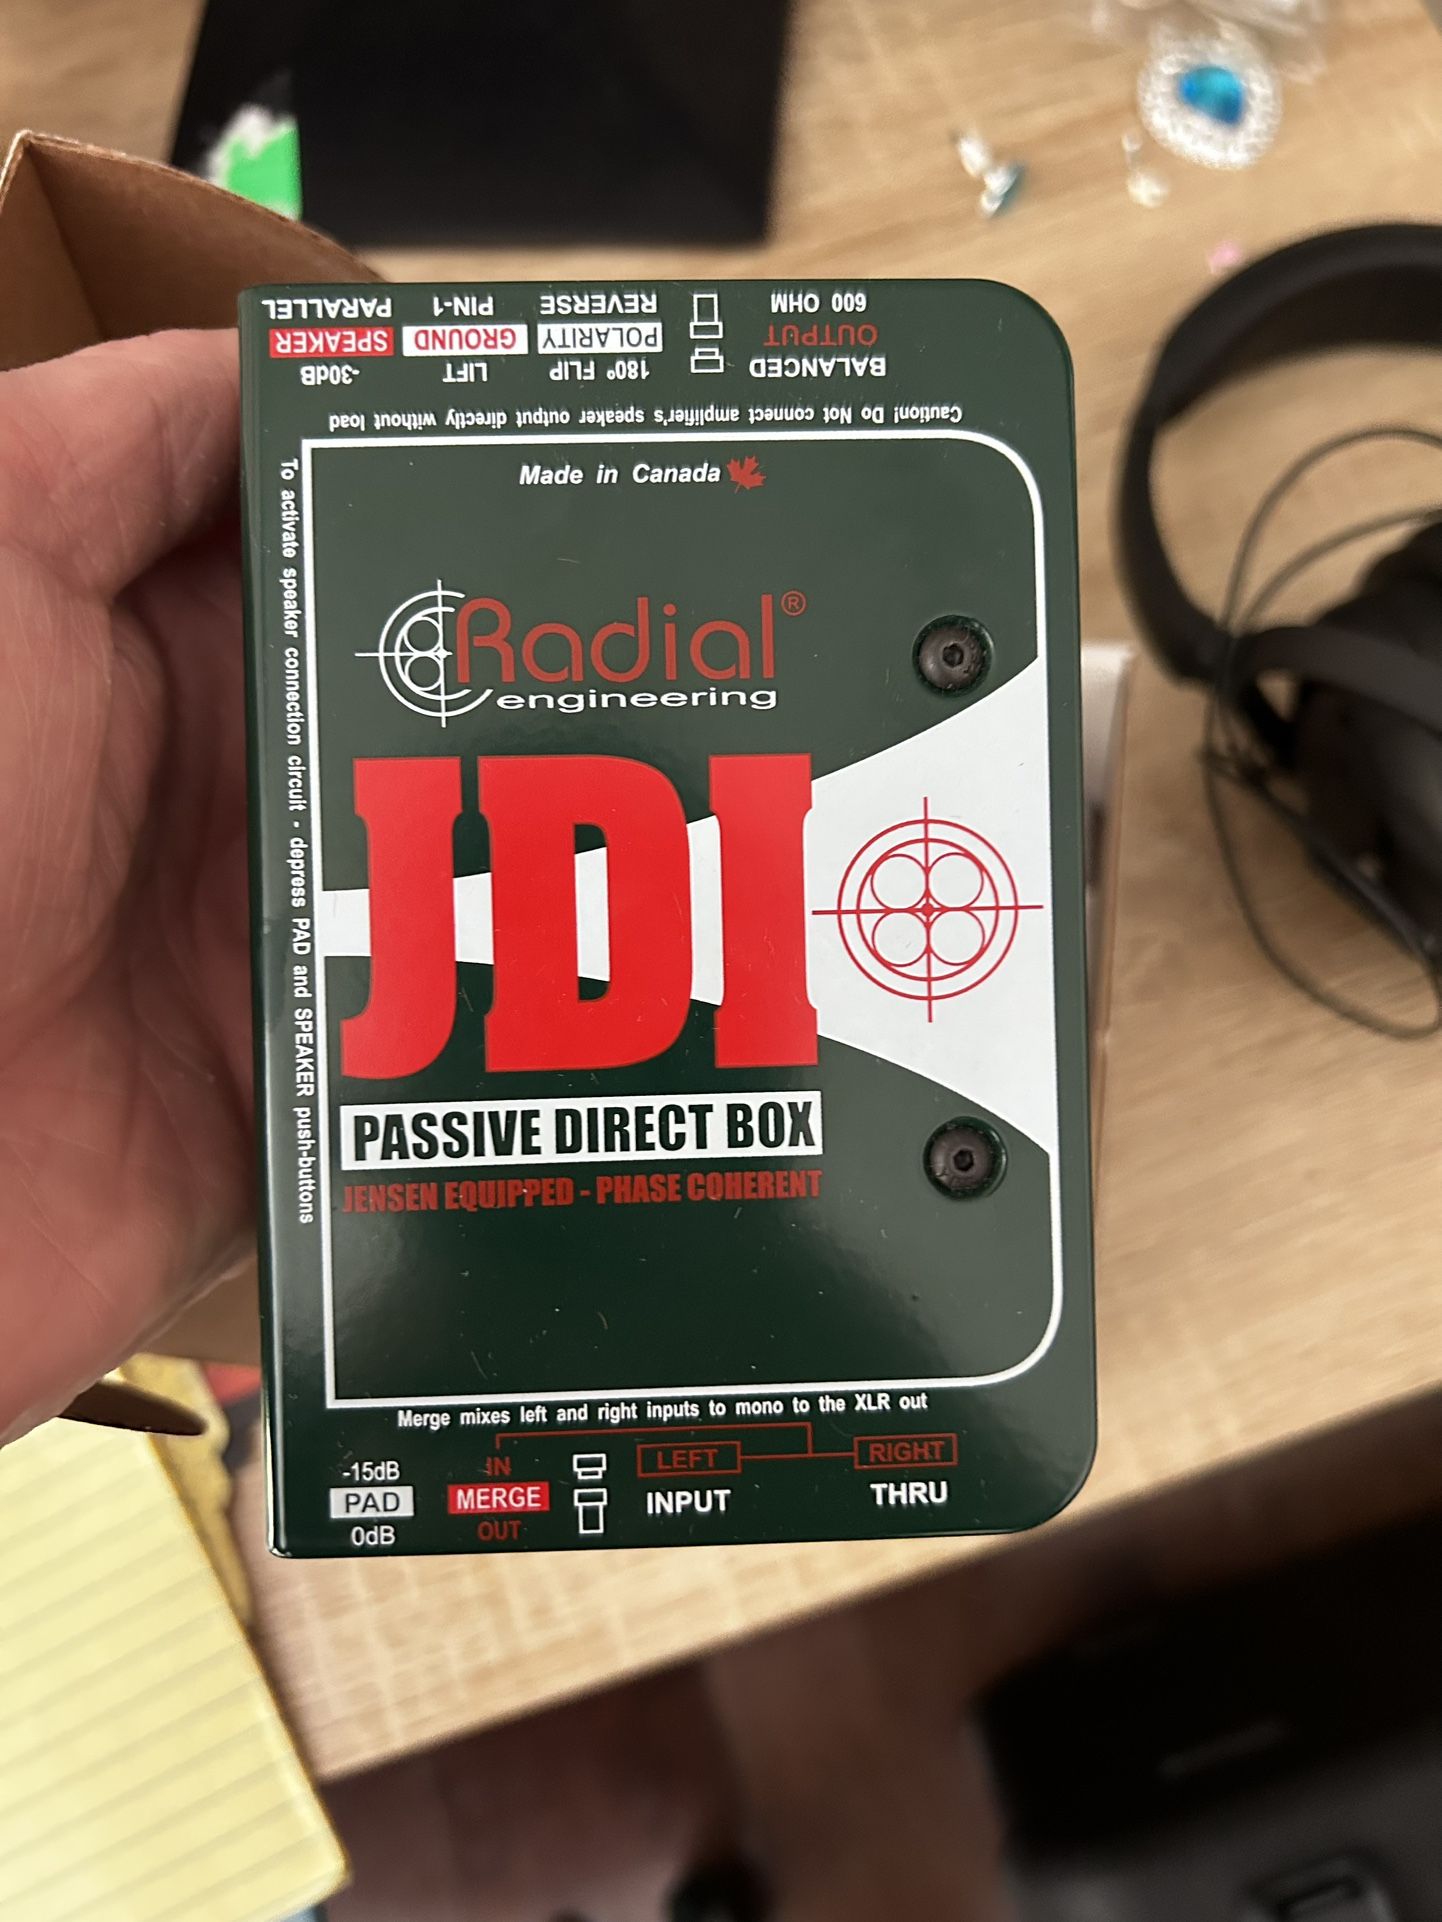 PARALLEL PIN-1 REVERSE 600 OHM
SPEAKER GROUND POLARITY OUTPUT
-30dB LIFT 180° FLIP BALANCED
Caution! Do Not connect amplifier's speaker output directly without load
To activate speaker connection circuit - depress PAD and SPEAKER push-buttons
Made in Canada
Radial®
engineering
JDI
PASSIVE DIRECT BOX
JENSEN EQUIPPED - PHASE COHERENT
Merge mixes left and right inputs to mono to the XLR out
-15dB IN LEFT RIGHT
PAD MERGE INPUT THRU
0dB OUT